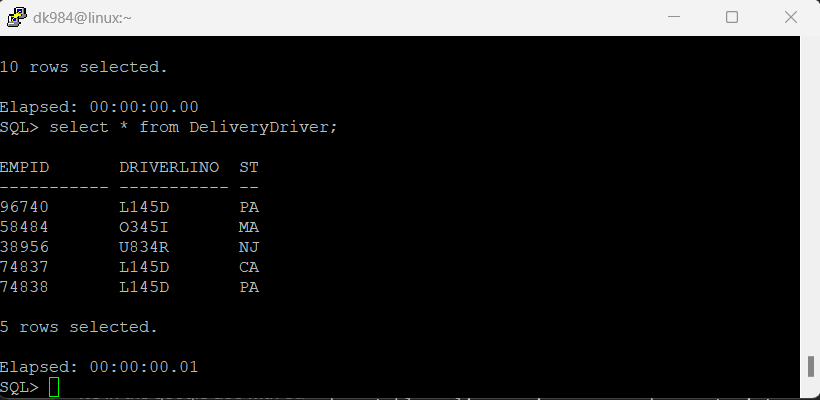 dk984@linux:~
10 rows selected.
Elapsed: 00:00:00.00
SQL> select * from DeliveryDriver;
EMPID       DRIVERLINO  ST
----------- ----------- --
96740       L145D       PA
58484       O345I       MA
38956       U834R       NJ
74837       L145D       CA
74838       L145D       PA
5 rows selected.
Elapsed: 00:00:00.01
SQL>